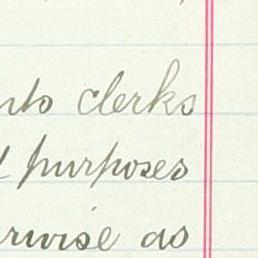 nto clerks
purposes
rwise as